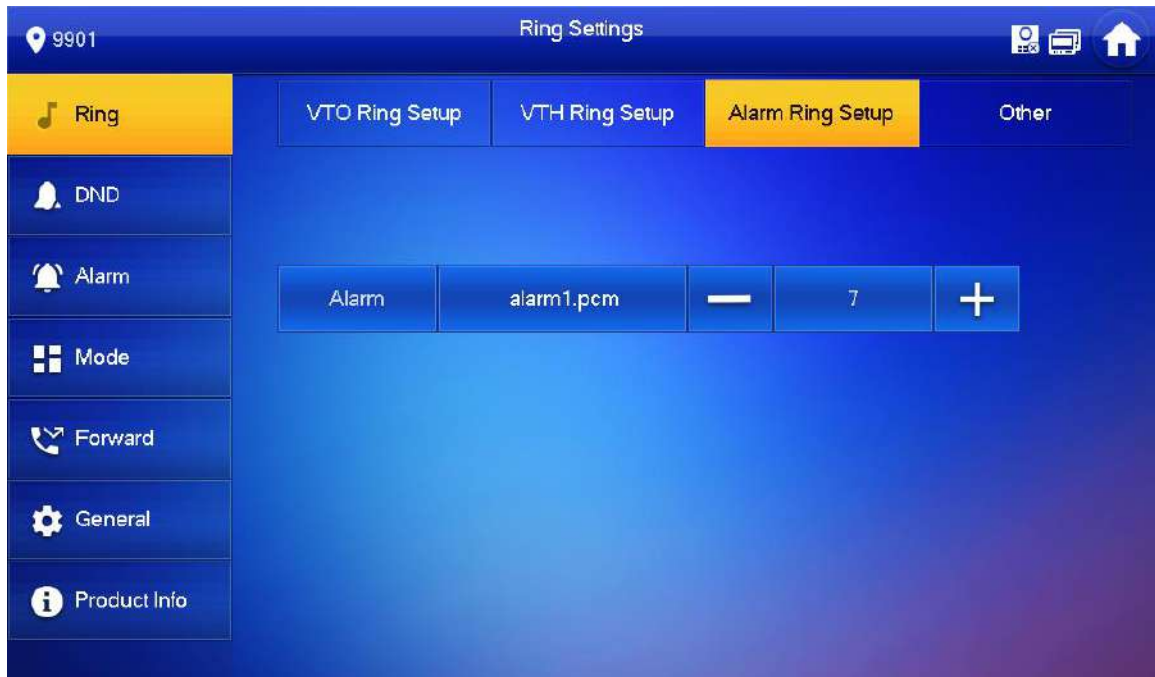 9901
Ring Settings
Ring
VTO Ring Setup
VTH Ring Setup
Alarm Ring Setup
Other
DND
Alarm
Alarm
alarm1.pcm
7
Mode
Forward
General
Product Info